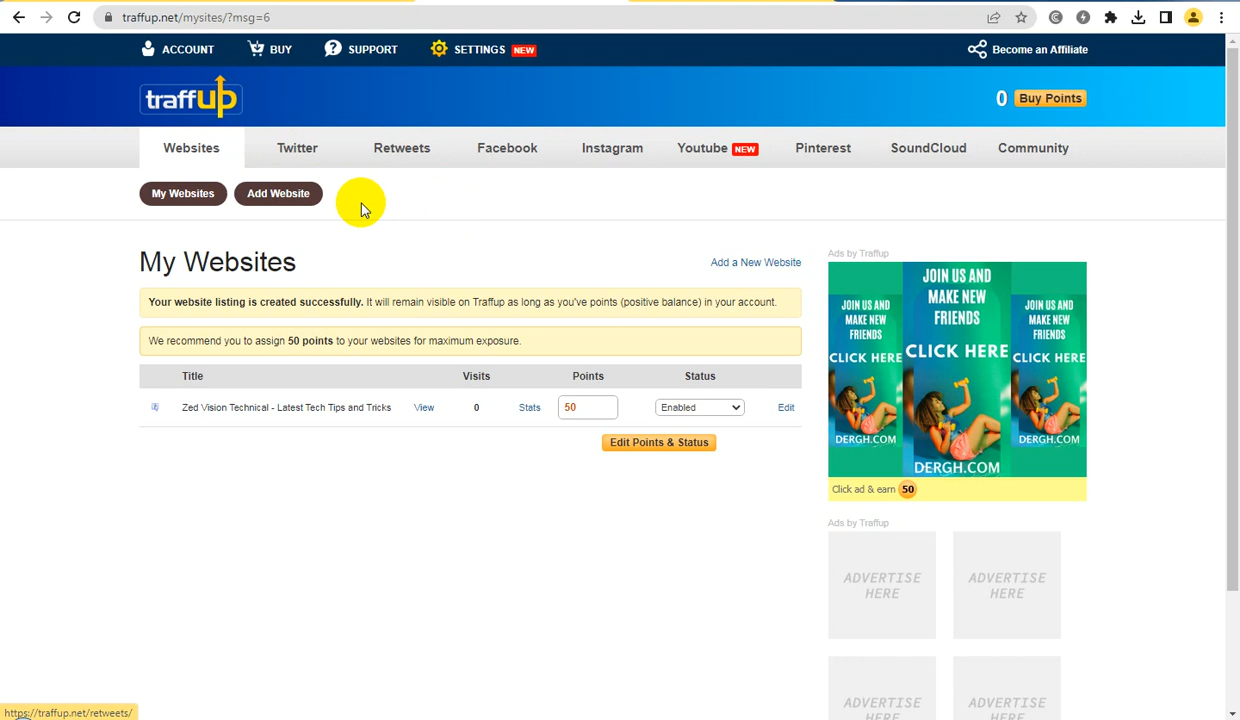 traffup.net/mysites/?msg=6
ACCOUNT BUY SUPPORT SETTINGS NEW Become an Affiliate
traffup 0 Buy Points
Websites Twitter Retweets Facebook Instagram Youtube NEW Pinterest SoundCloud Community
My Websites Add Website
My Websites Add a New Website
Your website listing is created successfully. It will remain visible on Traffup as long as you've points (positive balance) in your account.
We recommend you to assign 50 points to your websites for maximum exposure.
Title Visits Points Status
Zed Vision Technical - Latest Tech Tips and Tricks View 0 Stats 50 Enabled Edit
Edit Points & Status
Ads by Traffup
JOIN US AND
MAKE NEW
FRIENDS
CLICK HERE
DERGH.COM
JOIN US AND
MAKE NEW
FRIENDS
CLICK HERE
DERGH.COM
JOIN US AND
MAKE NEW
FRIENDS
CLICK HERE
DERGH.COM
Click ad & earn 50
Ads by Traffup
ADVERTISE
HERE
ADVERTISE
HERE
ADVERTISE
HERE
ADVERTISE
HERE
https://traffup.net/retweets/